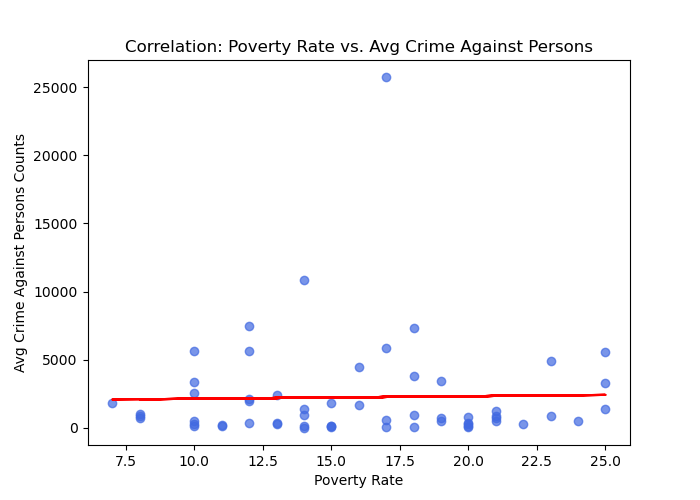 Correlation: Poverty Rate vs. Avg Crime Against Persons
Avg Crime Against Persons Counts
25000
20000
15000
10000
5000
0
7.5 10.0 12.5 15.0 17.5 20.0 22.5 25.0
Poverty Rate